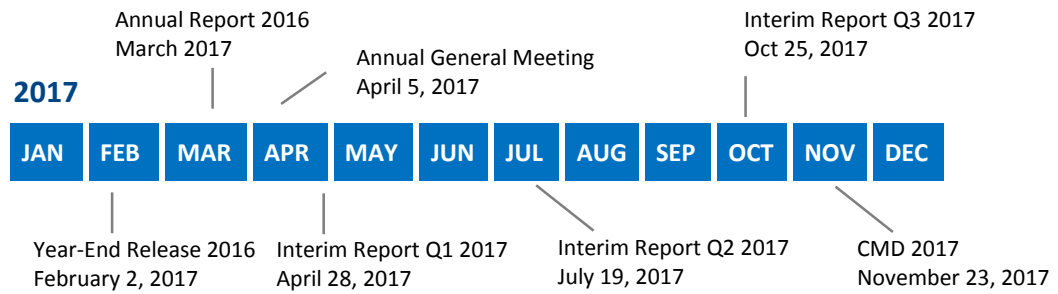 Annual Report 2016
March 2017
Annual General Meeting
April 5, 2017
Interim Report Q3 2017
Oct 25, 2017
2017
JAN FEB MAR APR MAY JUN JUL AUG SEP OCT NOV DEC
Year-End Release 2016
February 2, 2017
Interim Report Q1 2017
April 28, 2017
Interim Report Q2 2017
July 19, 2017
CMD 2017
November 23, 2017